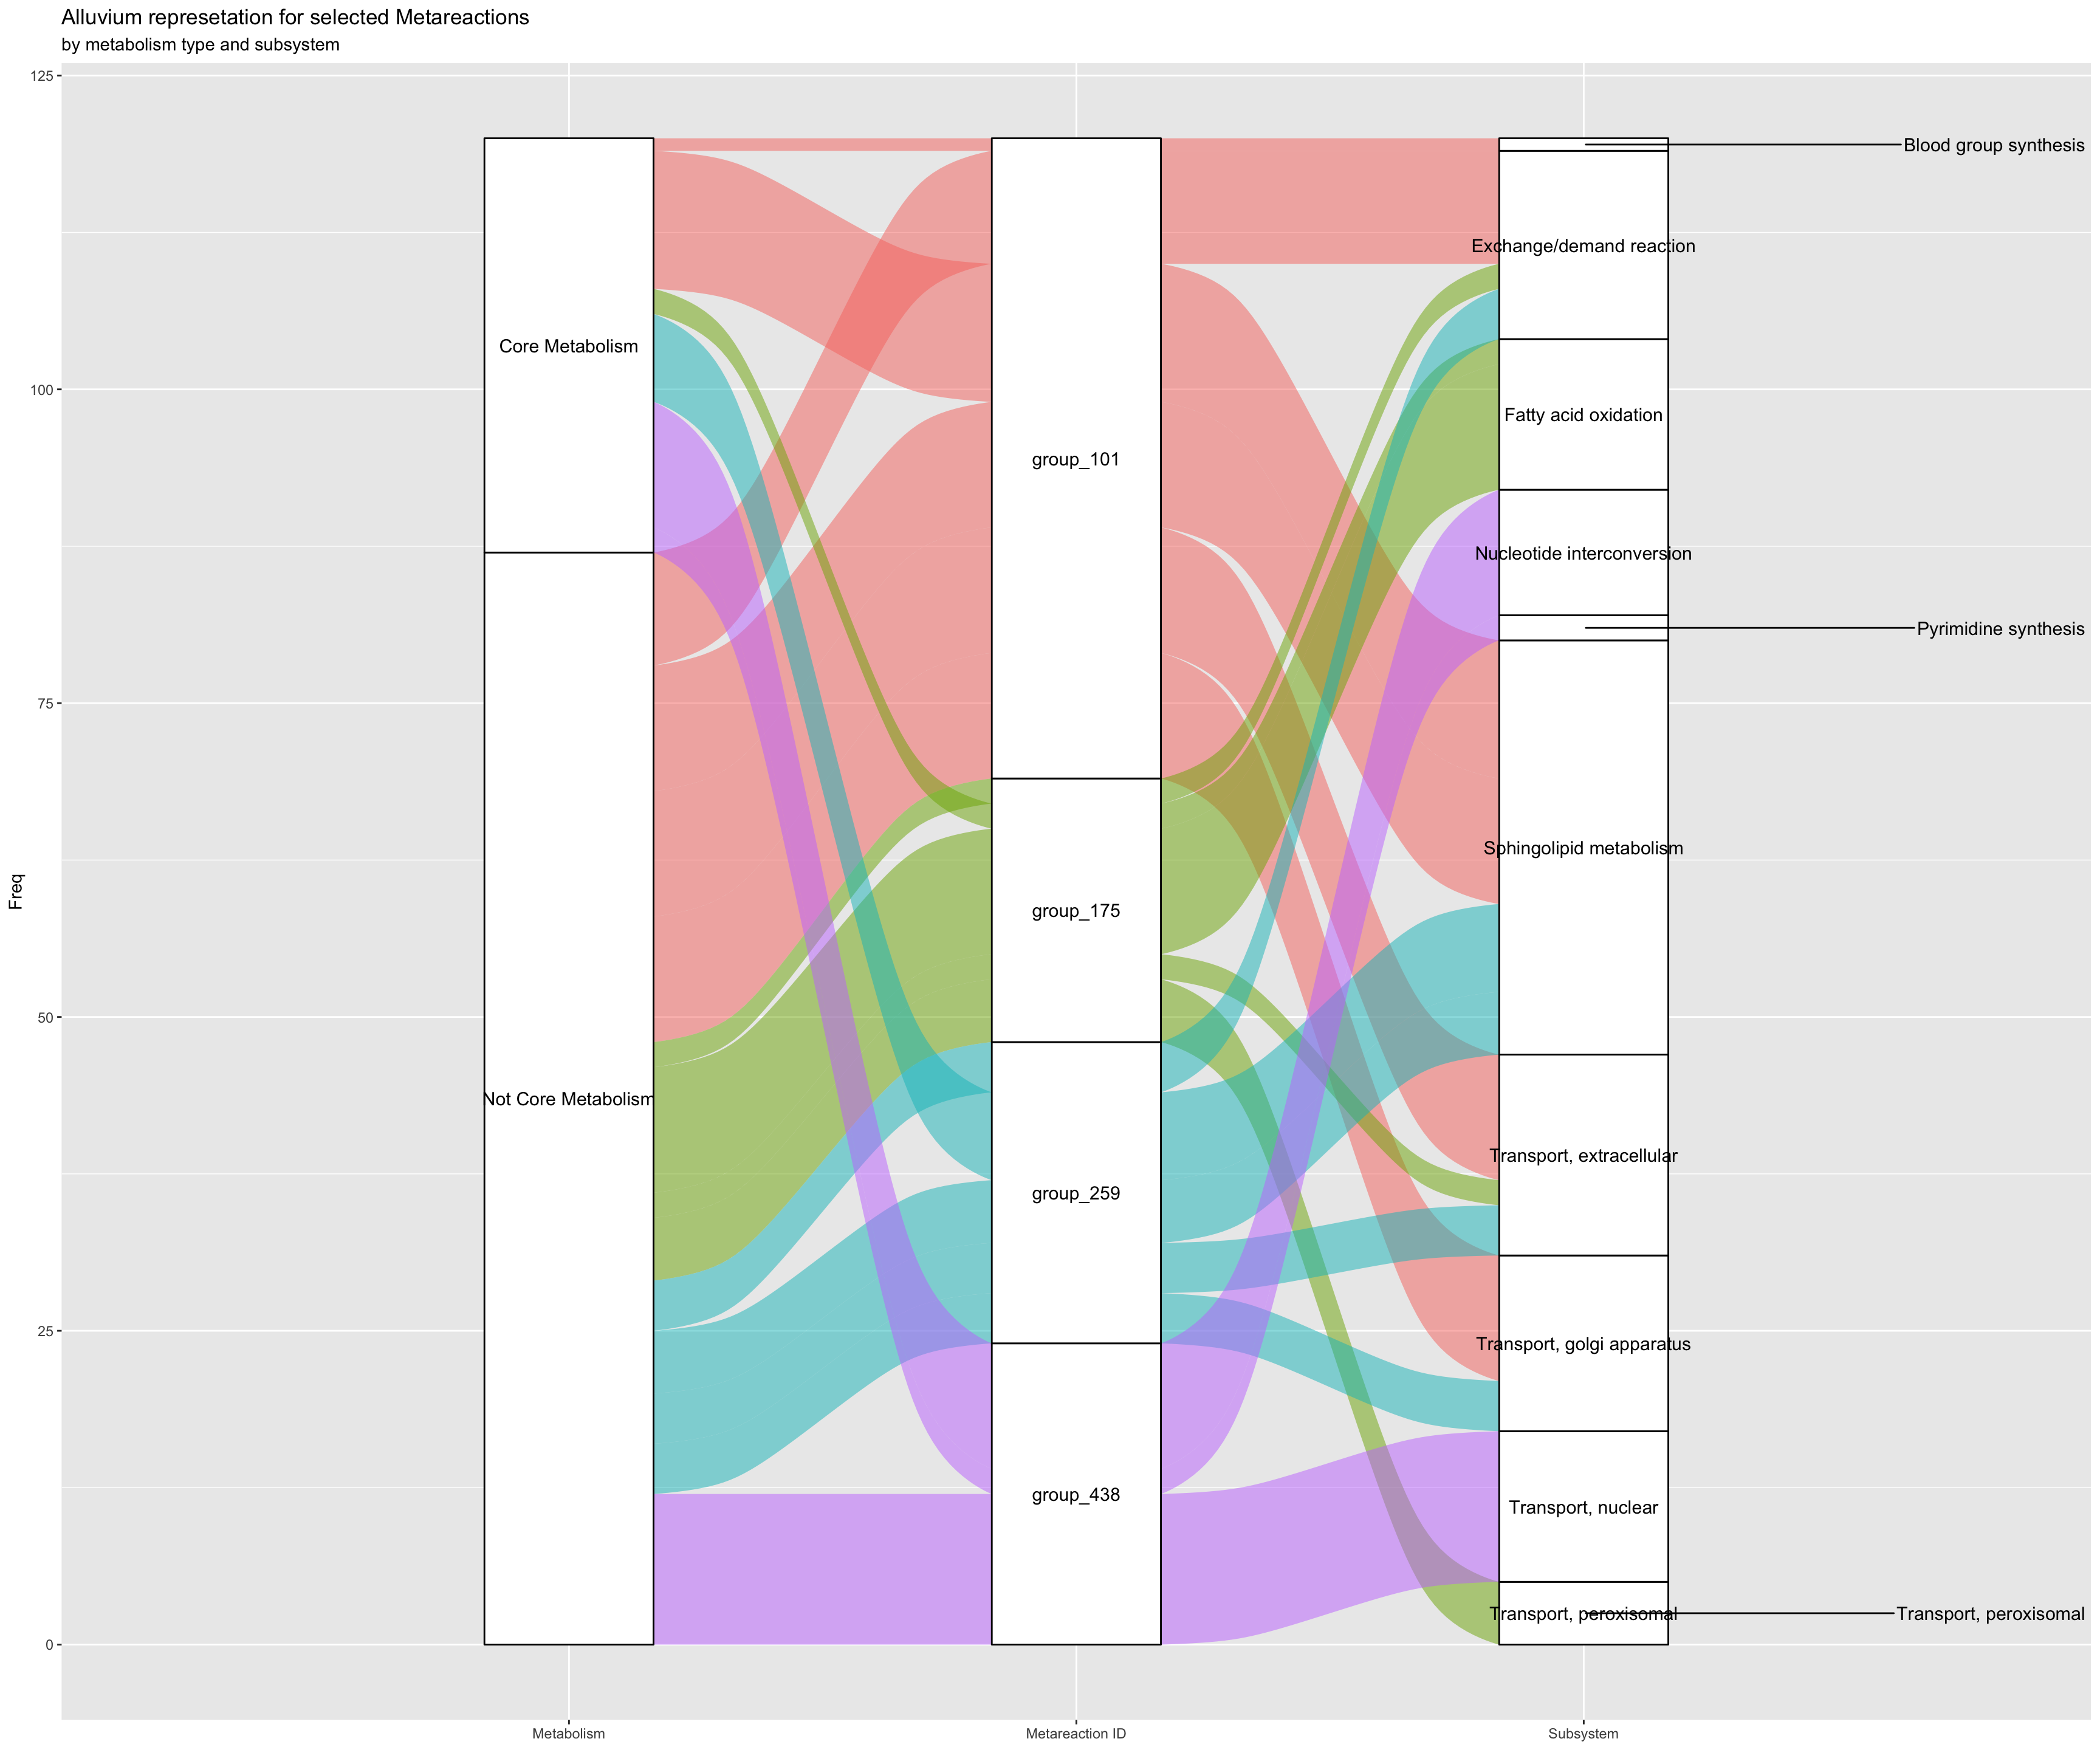 Alluvium represetation for selected Metareactions
by metabolism type and subsystem
125
100
75
50
25
0
Freq
Core Metabolism
Not Core Metabolism
group_101
group_175
group_259
group_438
Blood group synthesis
Exchange/demand reaction
Fatty acid oxidation
Nucleotide interconversion
Pyrimidine synthesis
Sphingolipid metabolism
Transport, extracellular
Transport, golgi apparatus
Transport, nuclear
Transport, peroxisomal
Transport, peroxisomal
Metabolism
Metareaction ID
Subsystem